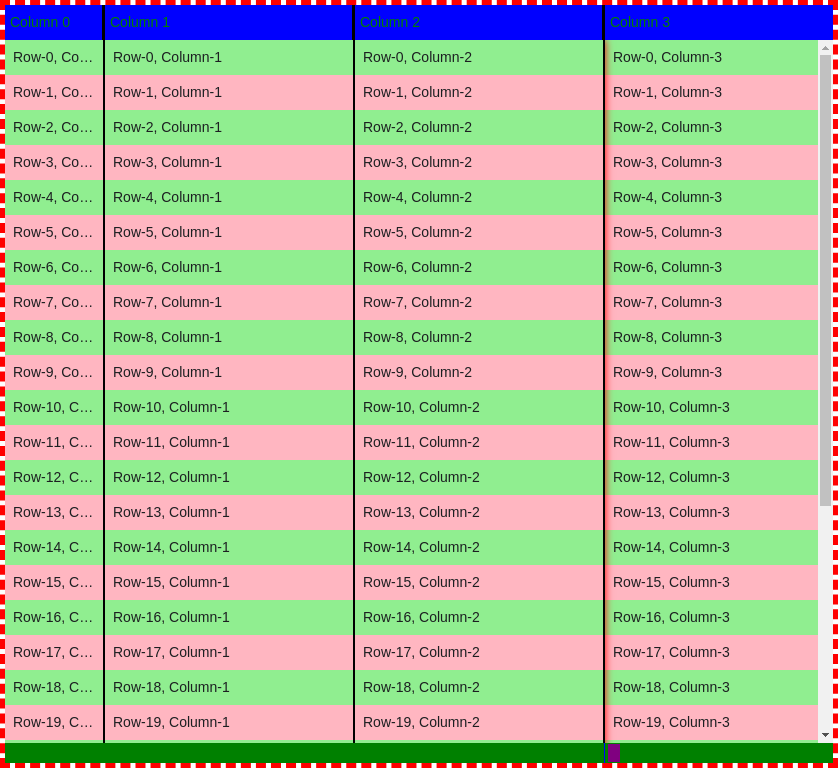 Column 0 Column 1 Column 2 Column 3
Row-0, Co… Row-0, Column-1 Row-0, Column-2 Row-0, Column-3
Row-1, Co… Row-1, Column-1 Row-1, Column-2 Row-1, Column-3
Row-2, Co… Row-2, Column-1 Row-2, Column-2 Row-2, Column-3
Row-3, Co… Row-3, Column-1 Row-3, Column-2 Row-3, Column-3
Row-4, Co… Row-4, Column-1 Row-4, Column-2 Row-4, Column-3
Row-5, Co… Row-5, Column-1 Row-5, Column-2 Row-5, Column-3
Row-6, Co… Row-6, Column-1 Row-6, Column-2 Row-6, Column-3
Row-7, Co… Row-7, Column-1 Row-7, Column-2 Row-7, Column-3
Row-8, Co… Row-8, Column-1 Row-8, Column-2 Row-8, Column-3
Row-9, Co… Row-9, Column-1 Row-9, Column-2 Row-9, Column-3
Row-10, C… Row-10, Column-1 Row-10, Column-2 Row-10, Column-3
Row-11, C… Row-11, Column-1 Row-11, Column-2 Row-11, Column-3
Row-12, C… Row-12, Column-1 Row-12, Column-2 Row-12, Column-3
Row-13, C… Row-13, Column-1 Row-13, Column-2 Row-13, Column-3
Row-14, C… Row-14, Column-1 Row-14, Column-2 Row-14, Column-3
Row-15, C… Row-15, Column-1 Row-15, Column-2 Row-15, Column-3
Row-16, C… Row-16, Column-1 Row-16, Column-2 Row-16, Column-3
Row-17, C… Row-17, Column-1 Row-17, Column-2 Row-17, Column-3
Row-18, C… Row-18, Column-1 Row-18, Column-2 Row-18, Column-3
Row-19, C… Row-19, Column-1 Row-19, Column-2 Row-19, Column-3